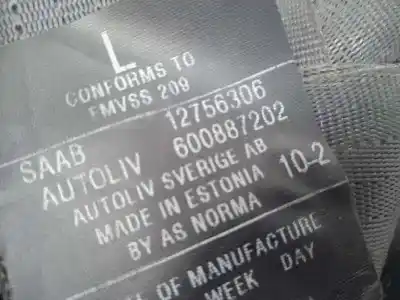 L
CONFORMS TO
FMVSS 209
SAAB 12756306
AUTOLIV 600887202
AUTOLIV SVERIGE AB
MADE IN ESTONIA 10-2
BY AS NORMA
OF MANUFACTURE
WEEK DAY